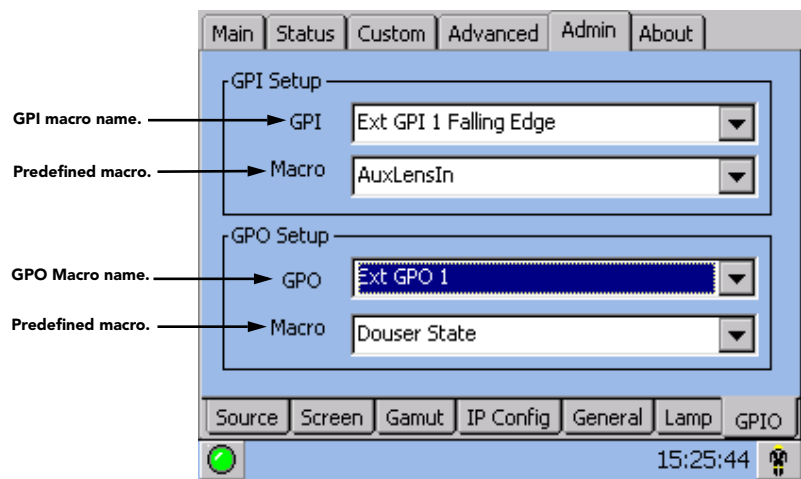 Main Status Custom Advanced Admin About
GPI Setup
GPI macro name. GPI Ext GPI 1 Falling Edge
Predefined macro. Macro AuxLensIn
GPO Setup
GPO Macro name. GPO Ext GPO 1
Predefined macro. Macro Douser State
Source Screen Gamut IP Config General Lamp GPIO
15:25:44